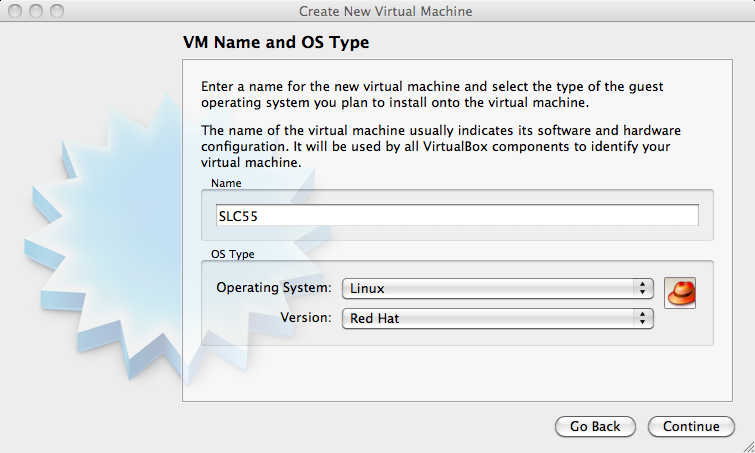 Create New Virtual Machine
VM Name and OS Type
Enter a name for the new virtual machine and select the type of the guest
operating system you plan to install onto the virtual machine.
The name of the virtual machine usually indicates its software and hardware
configuration. It will be used by all VirtualBox components to identify your
virtual machine.
Name
SLC55
OS Type
Operating System: Linux
Version: Red Hat
Go Back Continue